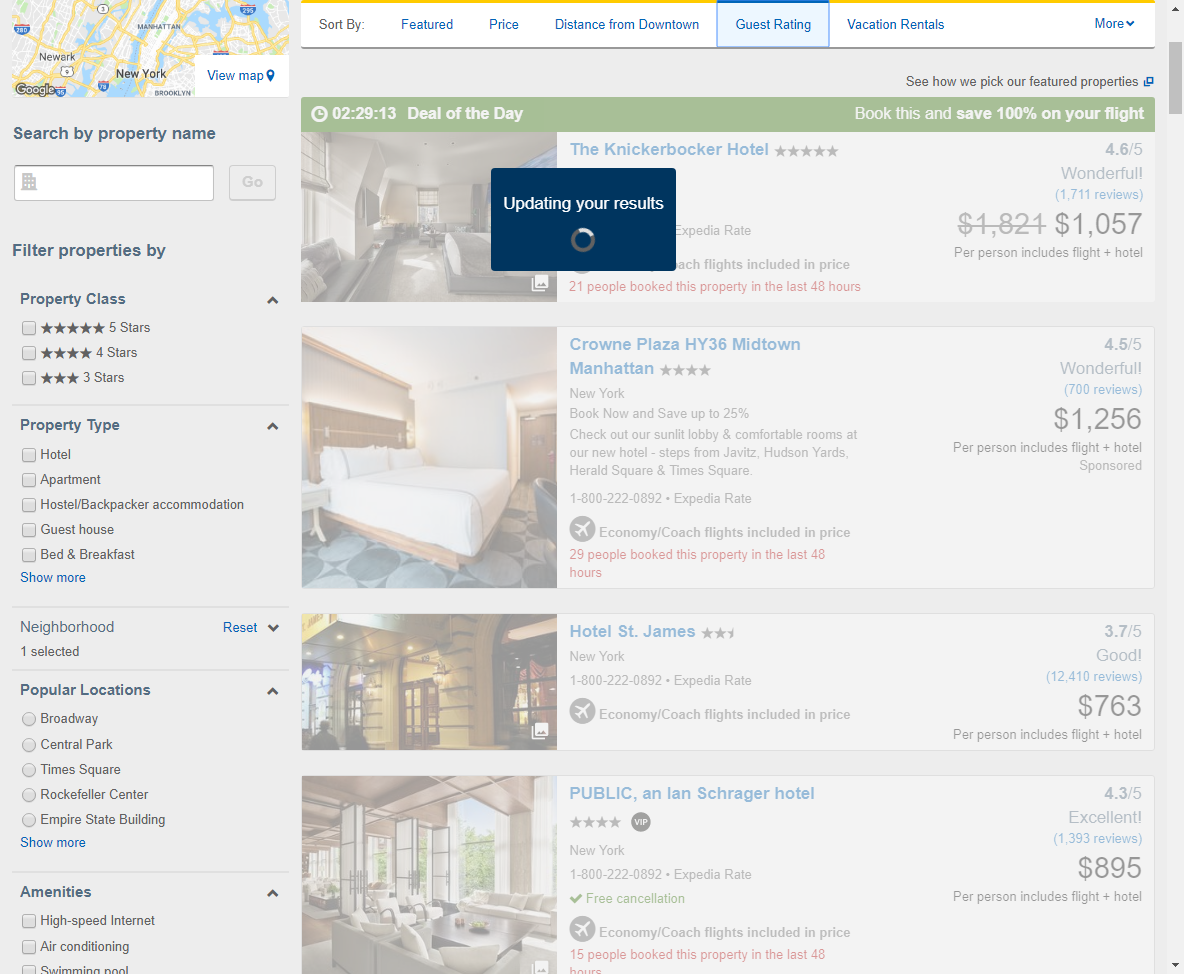 280
3
295
MANHATTAN
Newark
9
New York
View map
Google
95
78
BROOKLYN
Search by property name
Go
Filter properties by
Property Class
5 Stars
4 Stars
3 Stars
Property Type
Hotel
Apartment
Hostel/Backpacker accommodation
Guest house
Bed & Breakfast
Show more
Neighborhood
Reset
1 selected
Popular Locations
Broadway
Central Park
Times Square
Rockefeller Center
Empire State Building
Show more
Amenities
High-speed Internet
Air conditioning
Swimming pool
Sort By: Featured Price Distance from Downtown Guest Rating Vacation Rentals More
See how we pick our featured properties
02:29:13 Deal of the Day Book this and save 100% on your flight
The Knickerbocker Hotel
4.6/5
Wonderful!
(1,711 reviews)
$1,821 $1,057
Per person includes flight + hotel
Updating your results
Expedia Rate
Coach flights included in price
21 people booked this property in the last 48 hours
Crowne Plaza HY36 Midtown
Manhattan
New York
Book Now and Save up to 25%
Check out our sunlit lobby & comfortable rooms at
our new hotel - steps from Javitz, Hudson Yards,
Herald Square & Times Square.
1-800-222-0892 • Expedia Rate
Economy/Coach flights included in price
29 people booked this property in the last 48
hours
4.5/5
Wonderful!
(700 reviews)
$1,256
Per person includes flight + hotel
Sponsored
Hotel St. James
New York
1-800-222-0892 • Expedia Rate
Economy/Coach flights included in price
3.7/5
Good!
(12,410 reviews)
$763
Per person includes flight + hotel
PUBLIC, an Ian Schrager hotel
VIP
New York
1-800-222-0892 • Expedia Rate
Free cancellation
Economy/Coach flights included in price
15 people booked this property in the last 48
hours
4.3/5
Excellent!
(1,393 reviews)
$895
Per person includes flight + hotel